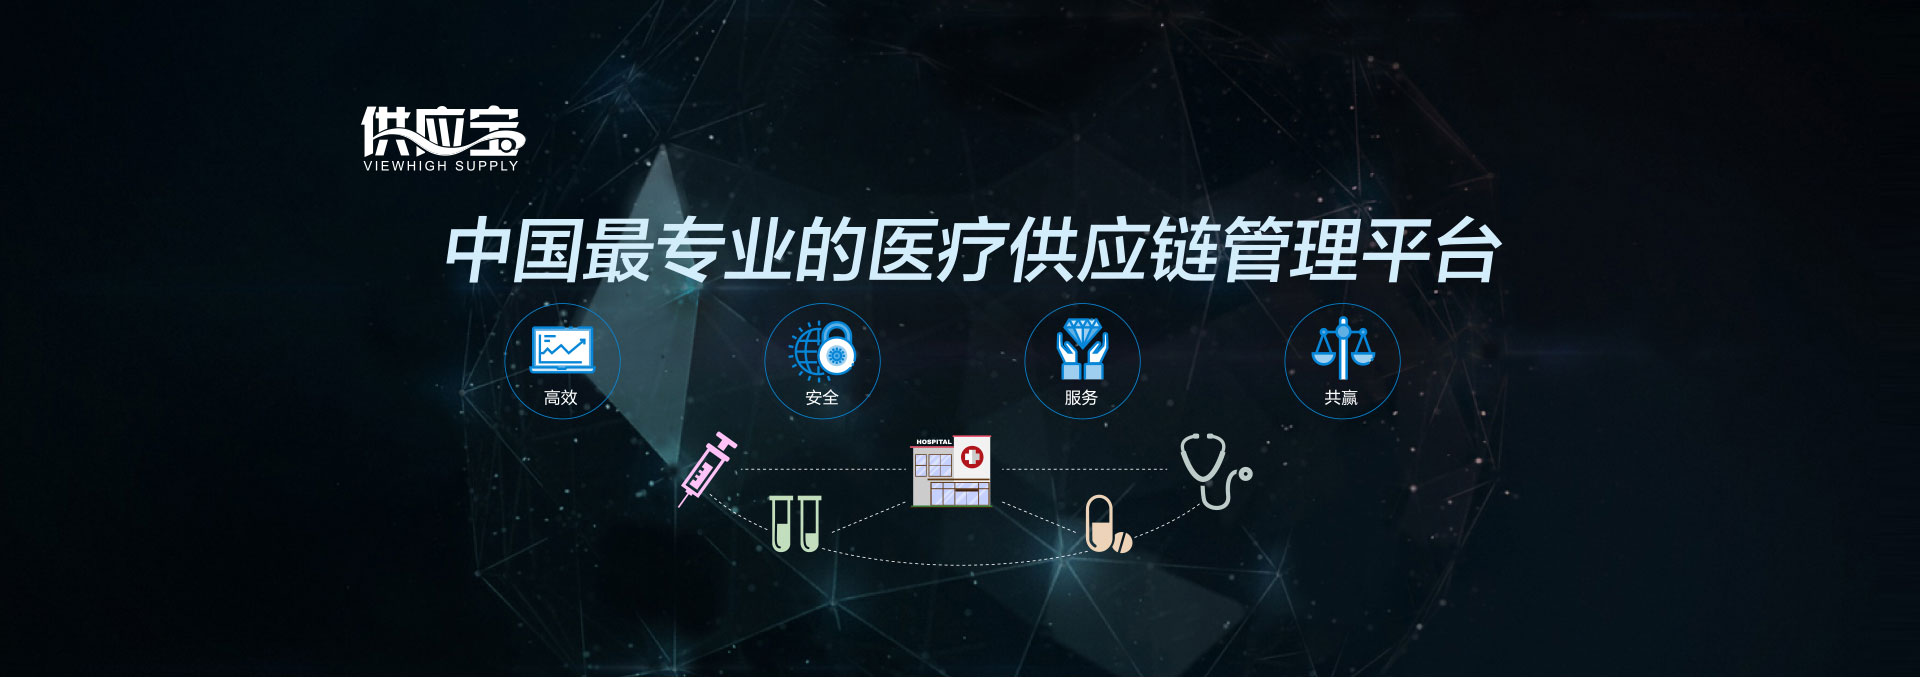 供应宝
VIEWHIGH SUPPLY
中国最专业的医疗供应链管理平台
高效
安全
服务
共赢
HOSPITAL